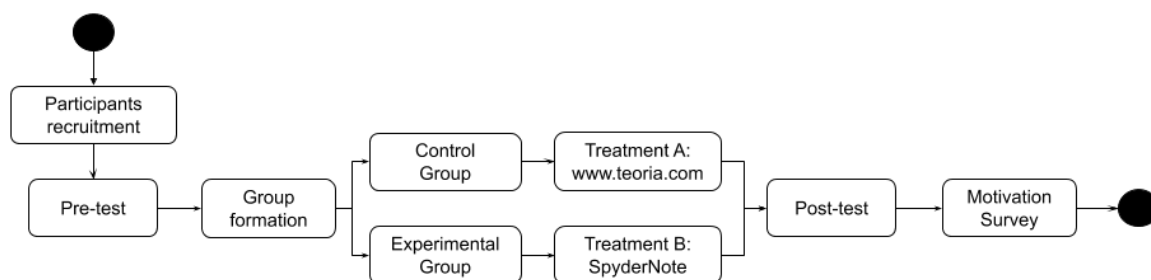 Participants
recruitment
Pre-test
Group
formation
Control
Group
Treatment A:
www.teoria.com
Experimental
Group
Treatment B:
SpyderNote
Post-test
Motivation
Survey